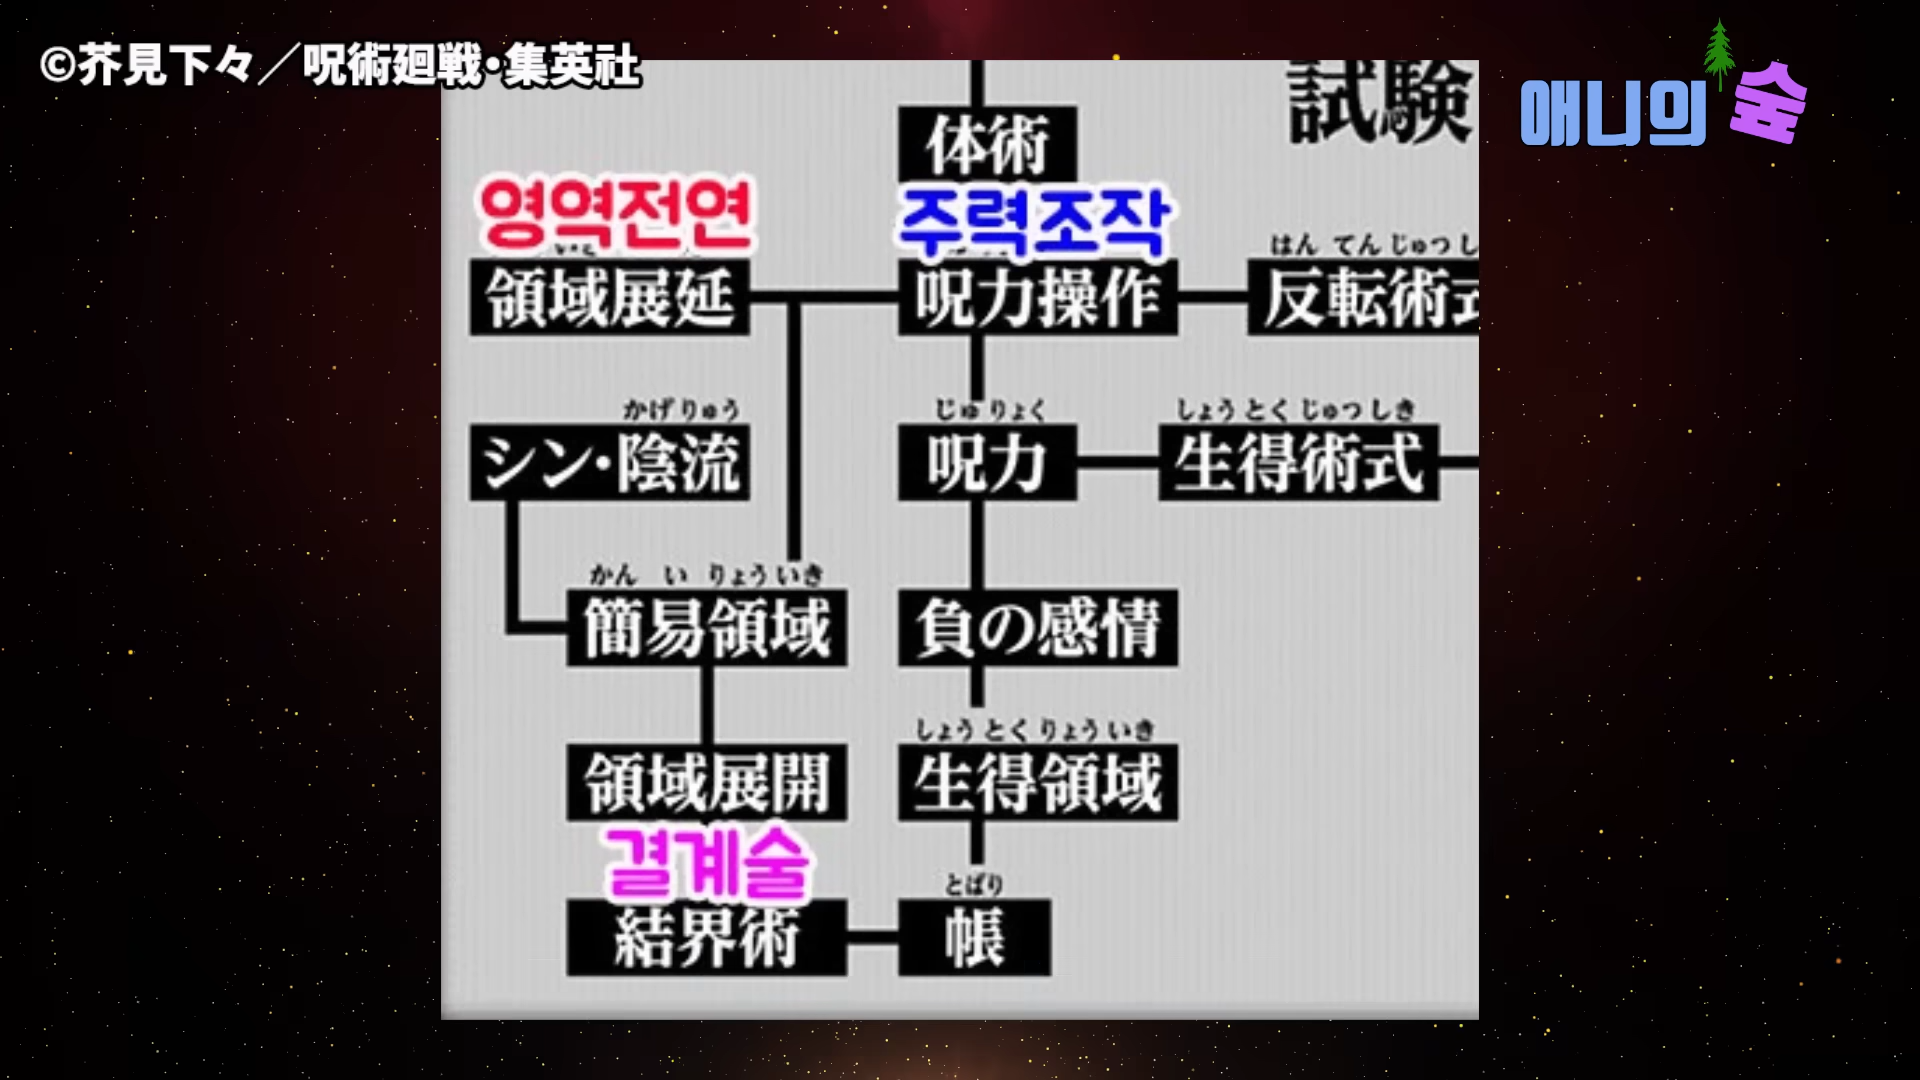 ©芥見下々／呪術廻戦・集英社
애니의 숲
試験
体術
영역전연
주력조작
はんてんじゅつし
領域展延
呪力操作
反転術式
かげりゅう
じゅりょく
しょうとくじゅつしき
シン・陰流
呪力
生得術式
かんいりょういき
簡易領域
負の感情
しょうとくりょういき
領域展開
生得領域
결계술
とばり
結界術
帳